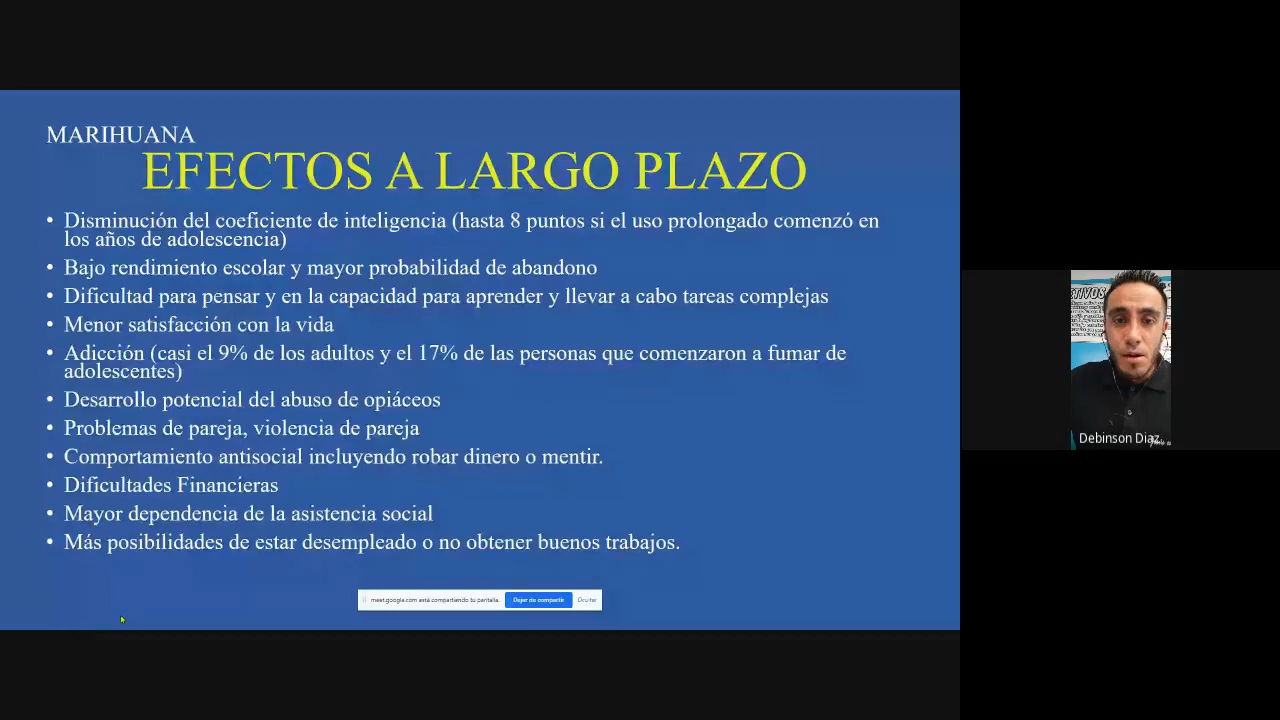 MARIHUANA
EFECTOS A LARGO PLAZO
• Disminución del coeficiente de inteligencia (hasta 8 puntos si el uso prolongado comenzó en
los años de adolescencia)
• Bajo rendimiento escolar y mayor probabilidad de abandono
• Dificultad para pensar y en la capacidad para aprender y llevar a cabo tareas complejas
• Menor satisfacción con la vida
• Adicción (casi el 9% de los adultos y el 17% de las personas que comenzaron a fumar de
adolescentes)
• Desarrollo potencial del abuso de opiáceos
• Problemas de pareja, violencia de pareja
• Comportamiento antisocial incluyendo robar dinero o mentir.
• Dificultades Financieras
• Mayor dependencia de la asistencia social
• Más posibilidades de estar desempleado o no obtener buenos trabajos.
meet.google.com está compartiendo tu pantalla. Dejar de compartir Ocultar
ETIVOS
Debinson Diaz